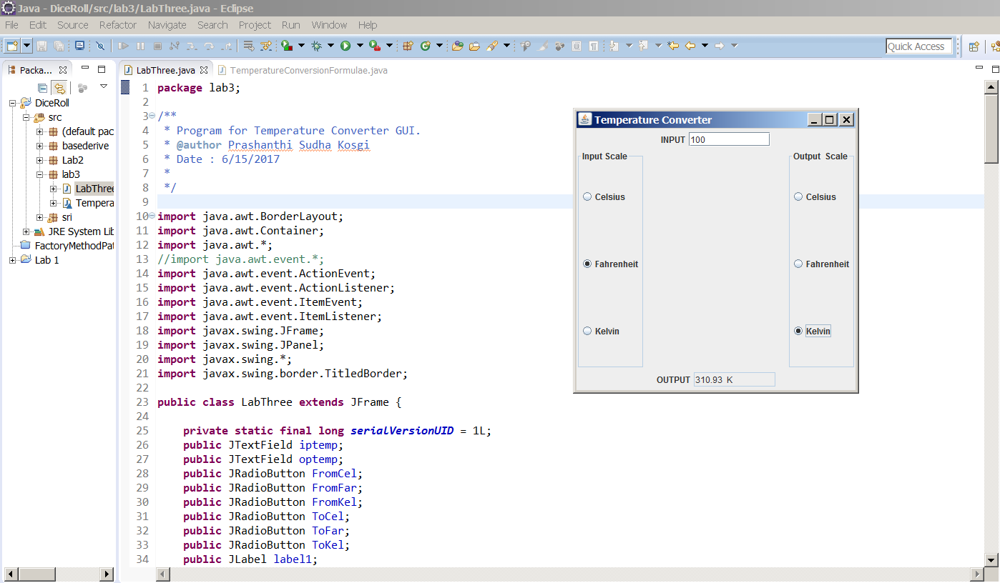 Java - DiceRoll/src/lab3/LabThree.java - Eclipse
File Edit Source Refactor Navigate Search Project Run Window Help
Quick Access
Packa...
DiceRoll
src
(default pac
basederive
Lab2
lab3
LabThree
Tempera
sri
JRE System Lib
FactoryMethodPat
Lab 1
LabThree.java TemperatureConversionFormulae.java
1 package lab3;
2
3 /**
4 * Program for Temperature Converter GUI.
5 * @author Prashanthi Sudha Kosgi
6 * Date : 6/15/2017
7 *
8 */
9
10 import java.awt.BorderLayout;
11 import java.awt.Container;
12 import java.awt.*;
13 //import java.awt.event.*;
14 import java.awt.event.ActionEvent;
15 import java.awt.event.ActionListener;
16 import java.awt.event.ItemEvent;
17 import java.awt.event.ItemListener;
18 import javax.swing.JFrame;
19 import javax.swing.JPanel;
20 import javax.swing.*;
21 import javax.swing.border.TitledBorder;
22
23 public class LabThree extends JFrame {
24
25 private static final long serialVersionUID = 1L;
26 public JTextField iptemp;
27 public JTextField optemp;
28 public JRadioButton FromCel;
29 public JRadioButton FromFar;
30 public JRadioButton FromKel;
31 public JRadioButton ToCel;
32 public JRadioButton ToFar;
33 public JRadioButton ToKel;
34 public JLabel label1;
Temperature Converter
INPUT 100
Input Scale
Celsius
Fahrenheit
Kelvin
Output Scale
Celsius
Fahrenheit
Kelvin
OUTPUT 310.93 K